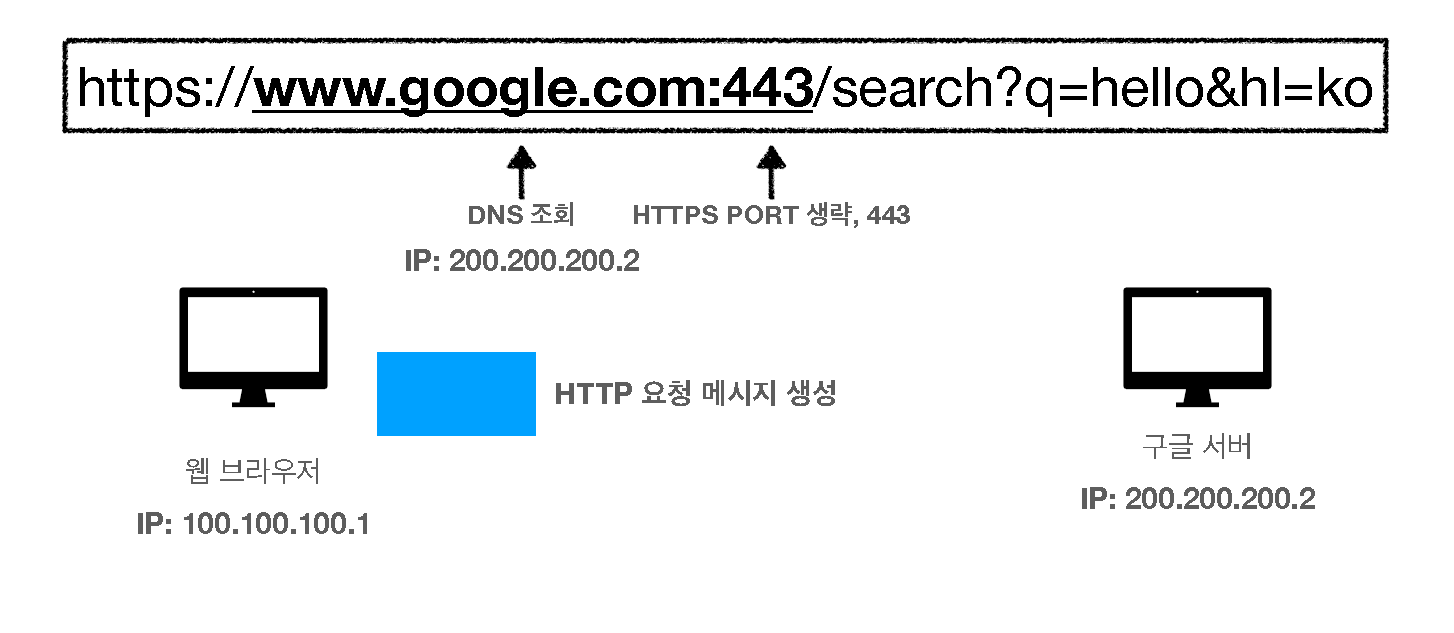 https://www.google.com:443/search?q=hello&hl=ko
DNS 조회
HTTPS PORT 생략, 443
IP: 200.200.200.2
HTTP 요청 메시지 생성
웹 브라우저
IP: 100.100.100.1
구글 서버
IP: 200.200.200.2